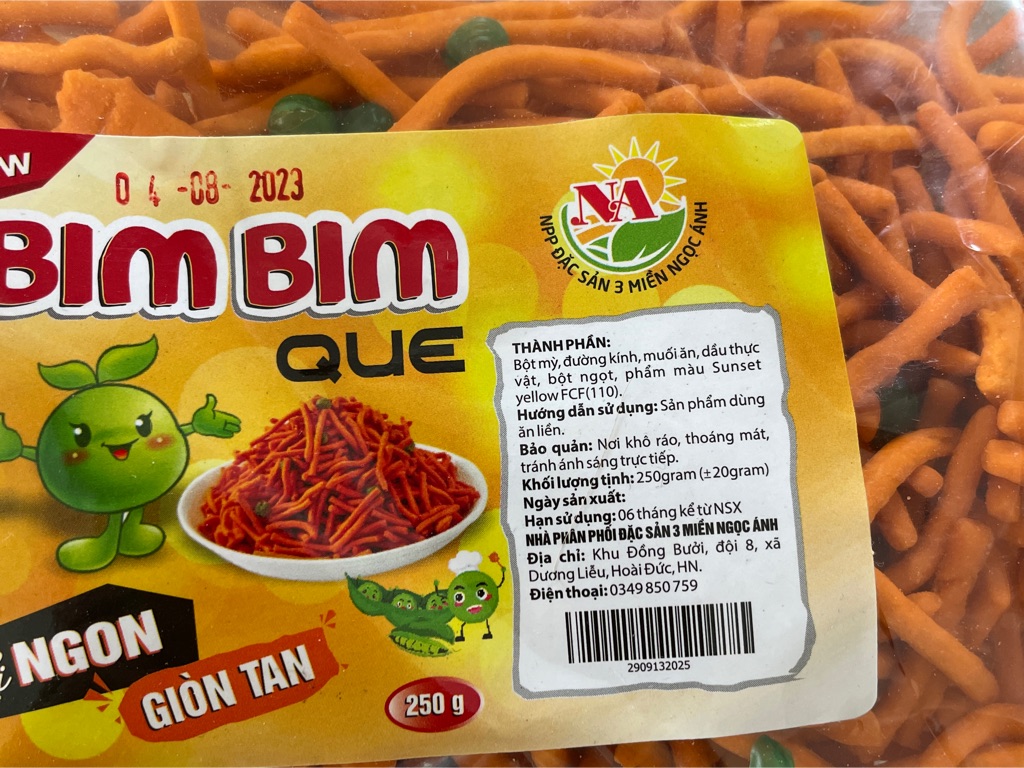 W
04-08-2023
BIM BIM
QUE
NTA
NPP ĐẶC SẢN 3 MIỀN NGỌC ÁNH
THÀNH PHẦN:
Bột mỳ, đường kính, muối ăn, dầu thực
vật, bột ngọt, phẩm màu Sunset
yellow FCF(110).
Hướng dẫn sử dụng: Sản phẩm dùng
ăn liền.
Bảo quản: Nơi khô ráo, thoáng mát,
tránh ánh sáng trực tiếp.
Khối lượng tịnh: 250gram (±20gram)
Ngày sản xuất:
Hạn sử dụng: 06 tháng kể từ NSX
NHÀ PHÂN PHỐI ĐẶC SẢN 3 MIỀN NGỌC ÁNH
Địa chỉ: Khu Đồng Bưởi, đội 8, xã
Dương Liễu, Hoài Đức, HN.
Điện thoại: 0349 850 759
2909132025
NGON
GIÒN TAN
250 g